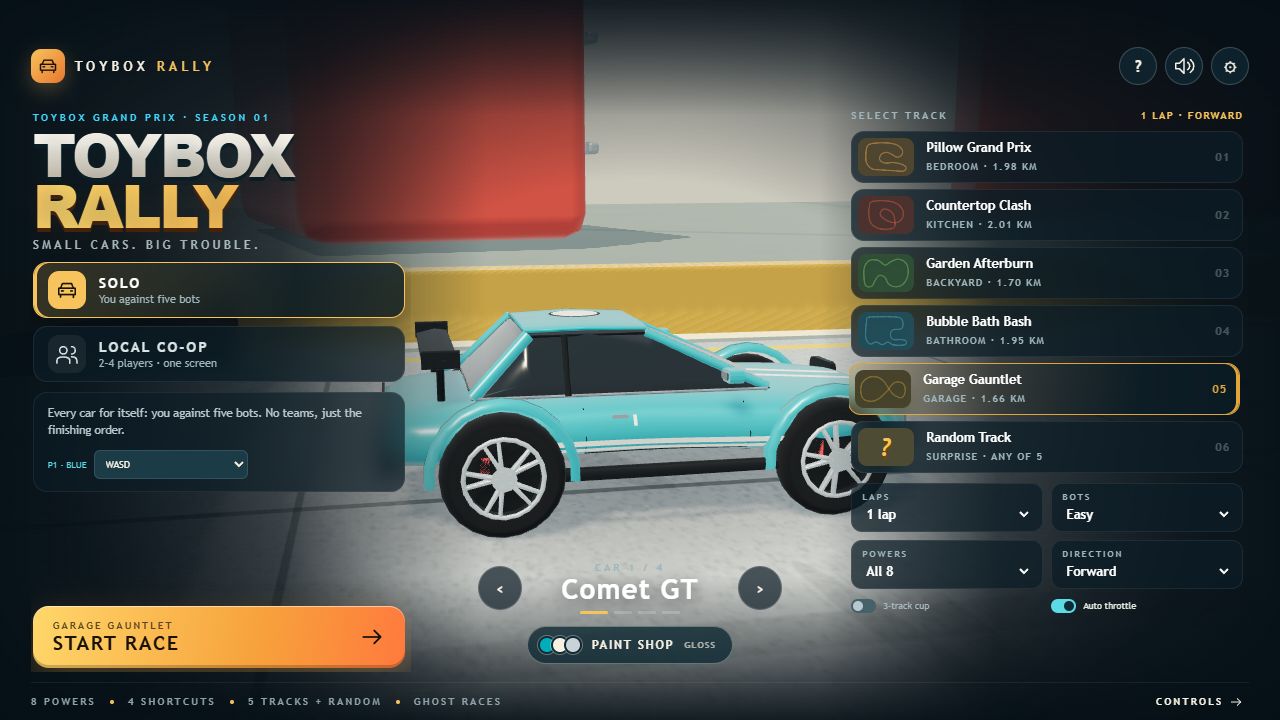 TOYBOX RALLY
?
TOYBOX GRAND PRIX • SEASON 01
TOYBOX
RALLY
SMALL CARS. BIG TROUBLE.
SOLO
You against five bots
LOCAL CO-OP
2-4 players • one screen
Every car for itself: you against five bots. No teams, just the
finishing order.
P1 - BLUE WASD
GARAGE GAUNTLET
START RACE
CAR 1 / 4
< Comet GT >
PAINT SHOP GLOSS
SELECT TRACK 1 LAP • FORWARD
Pillow Grand Prix
BEDROOM • 1.98 KM
01
Countertop Clash
KITCHEN • 2.01 KM
02
Garden Afterburn
BACKYARD • 1.70 KM
03
Bubble Bath Bash
BATHROOM • 1.95 KM
04
Garage Gauntlet
GARAGE • 1.66 KM
05
?
Random Track
SURPRISE • ANY OF 5
06
LAPS
1 lap
BOTS
Easy
POWERS
All 8
DIRECTION
Forward
3-track cup
Auto throttle
8 POWERS • 4 SHORTCUTS • 5 TRACKS + RANDOM • GHOST RACES
CONTROLS →